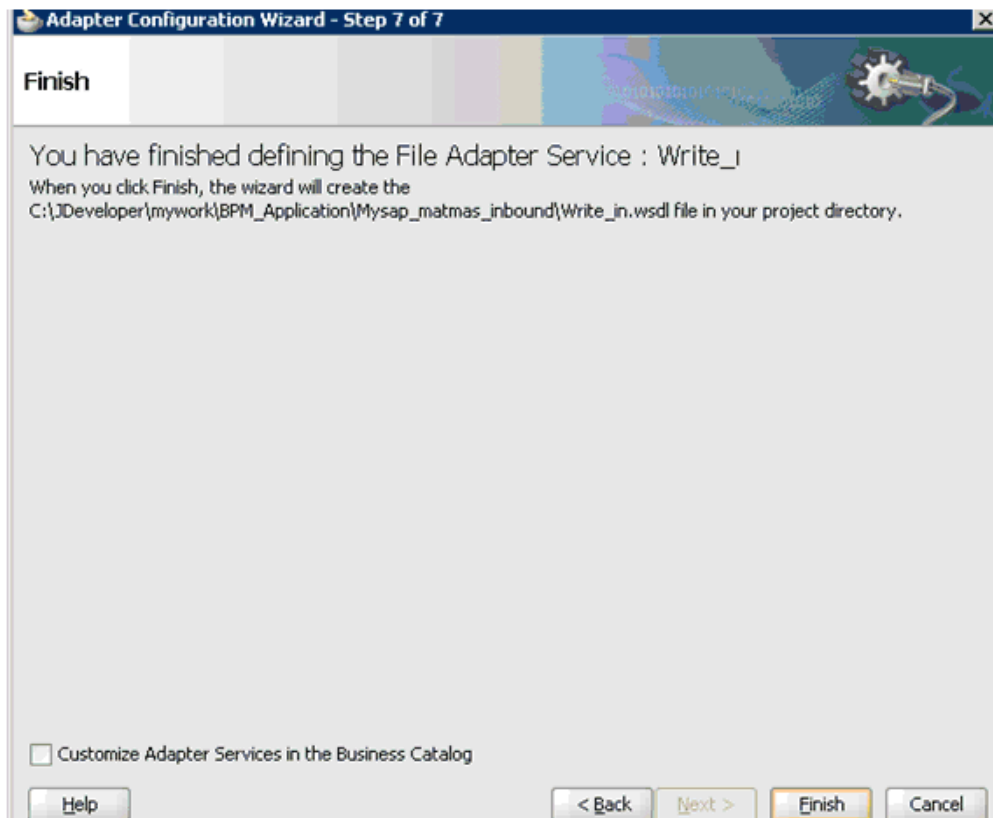 Adapter Configuration Wizard - Step 7 of 7
Finish
You have finished defining the File Adapter Service : Write_
When you click Finish, the wizard will create the
C:\JDeveloper\mywork\BPM_Application\Mysap_matmas_inbound\Write_in.wsdl file in your project directory.
Customize Adapter Services in the Business Catalog
Help
< Back
Next >
Finish
Cancel